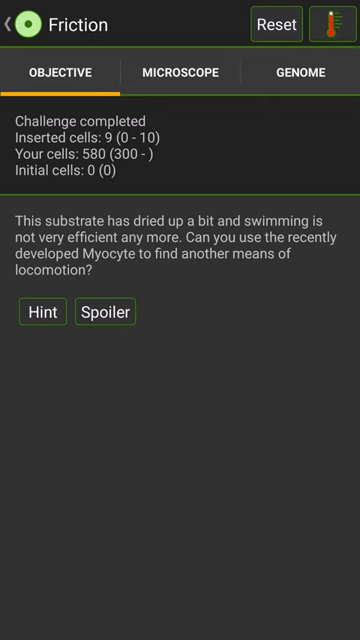 Friction
Reset
OBJECTIVE
MICROSCOPE
GENOME
Challenge completed
Inserted cells: 9 (0 - 10)
Your cells: 580 (300 - )
Initial cells: 0 (0)
This substrate has dried up a bit and swimming is
not very efficient any more. Can you use the recently
developed Myocyte to find another means of
locomotion?
Hint
Spoiler